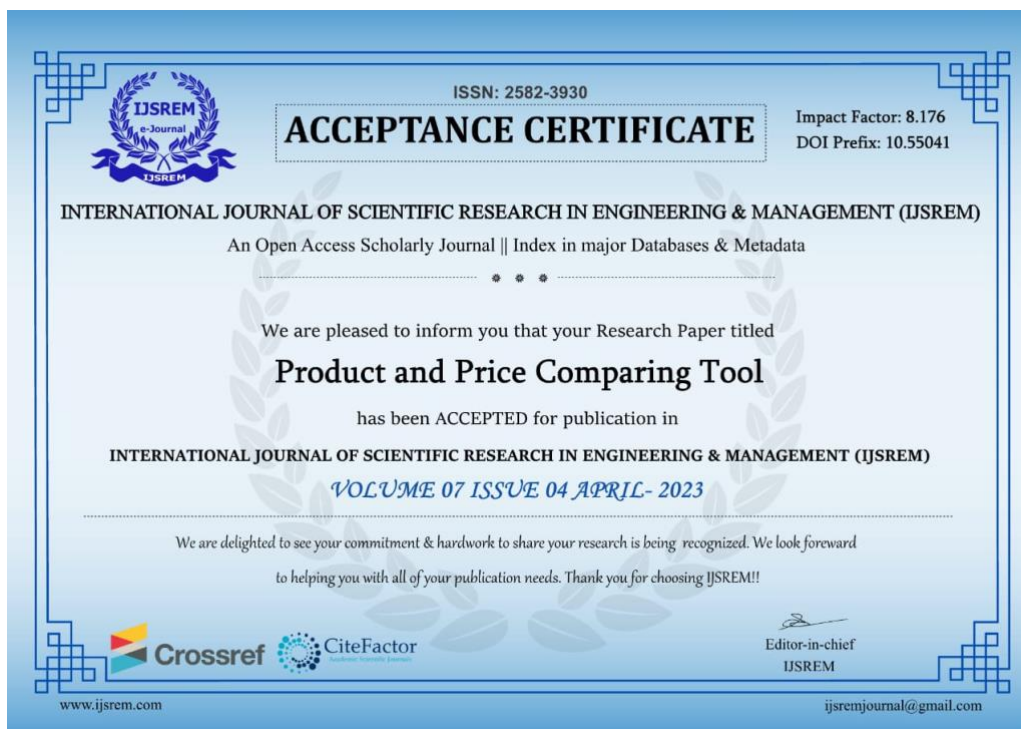 IJSREM
e-Journal
IJSREM
ISSN: 2582-3930
ACCEPTANCE CERTIFICATE
Impact Factor: 8.176
DOI Prefix: 10.55041
INTERNATIONAL JOURNAL OF SCIENTIFIC RESEARCH IN ENGINEERING & MANAGEMENT (IJSREM)
An Open Access Scholarly Journal || Index in major Databases & Metadata
We are pleased to inform you that your Research Paper titled
Product and Price Comparing Tool
has been ACCEPTED for publication in
INTERNATIONAL JOURNAL OF SCIENTIFIC RESEARCH IN ENGINEERING & MANAGEMENT (IJSREM)
VOLUME 07 ISSUE 04 APRIL- 2023
We are delighted to see your commitment & hardwork to share your research is being recognized. We look foreward
to helping you with all of your publication needs. Thank you for choosing IJSREM!!
Crossref
CiteFactor
Academic Scientific Journals
Editor-in-chief
IJSREM
www.ijsrem.com
ijsremjournal@gmail.com